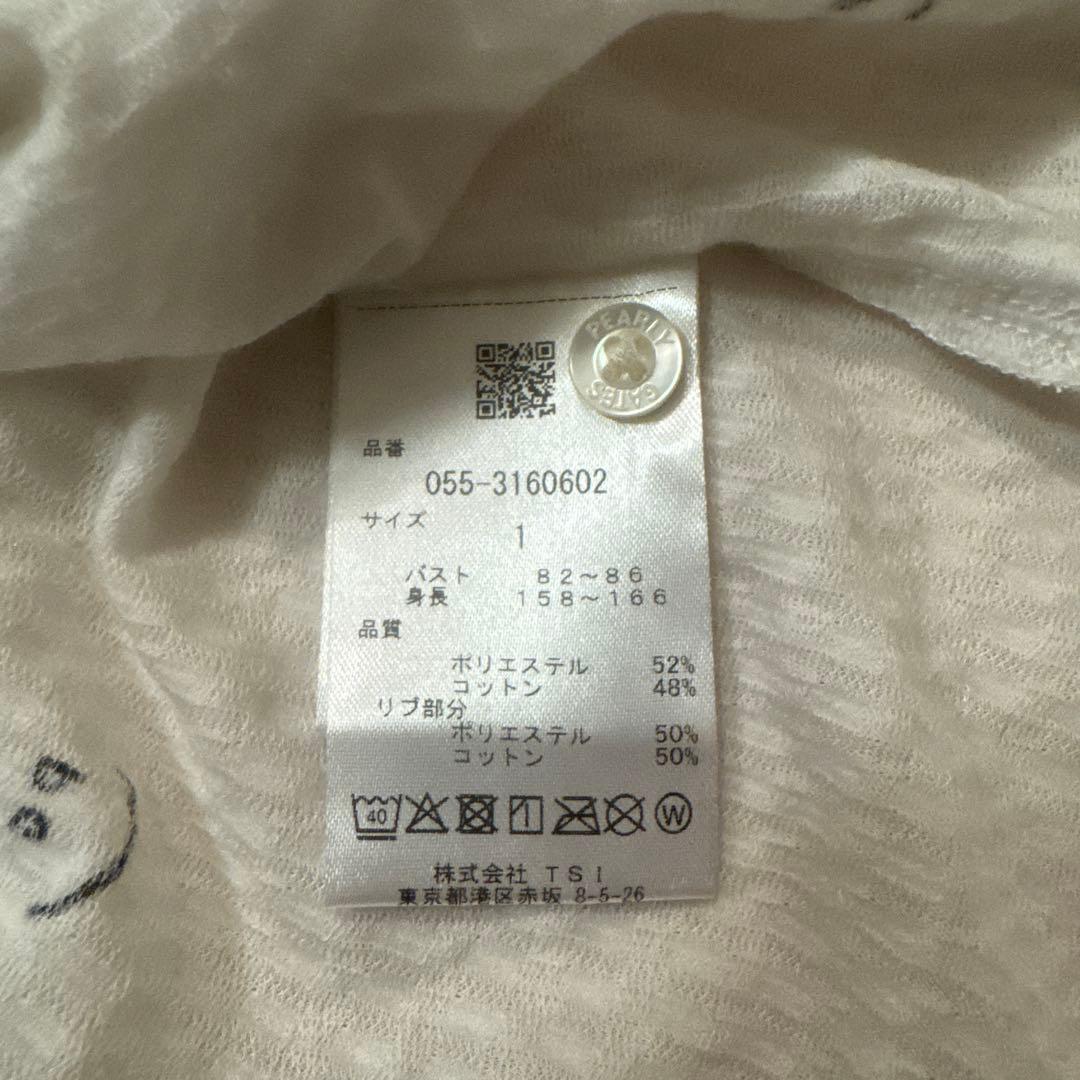 PEARLY
GATES
品番
055-3160602
サイズ
1
バスト 82~86
身長 158~166
品質
ポリエステル 52%
コットン 48%
リブ部分
ポリエステル 50%
コットン 50%
40
W
株式会社 TSI
東京都港区赤坂 8-5-26